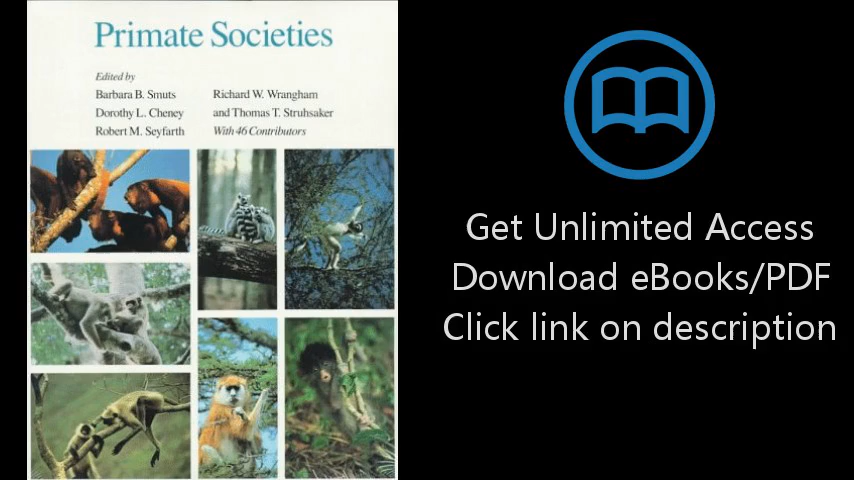 Primate Societies
Edited by
Barbara B. Smuts
Dorothy L. Cheney
Robert M. Seyfarth
Richard W. Wrangham
and Thomas T. Struhsaker
With 46 Contributors
Get Unlimited Access
Download eBooks/PDF
Click link on description